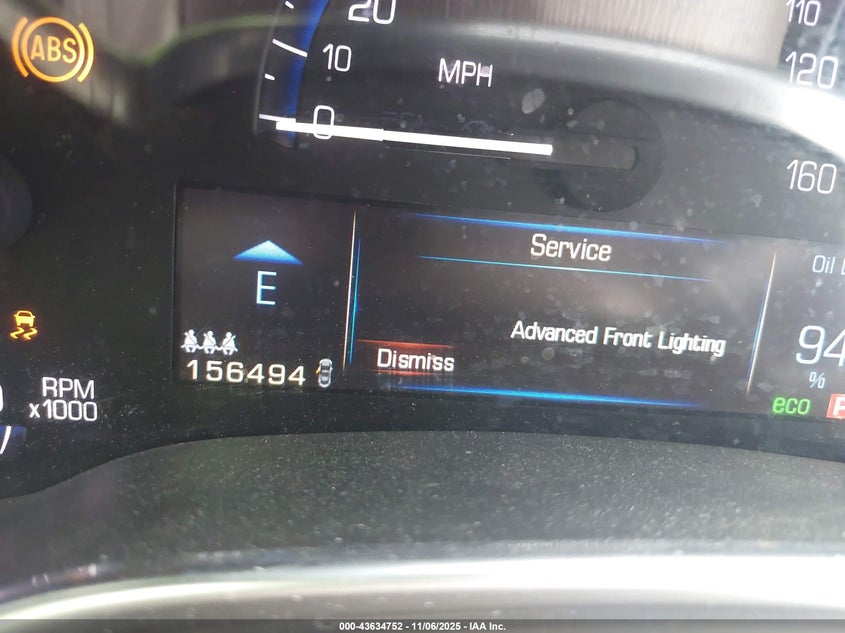 ABS
20
10
MPH
0
110
120
160
Service
E
Oil
Advanced Front Lighting
94
%
Dismiss
156494
RPM
x1000
eco
P
000-43634752 - 11/06/2025 - IAA Inc.